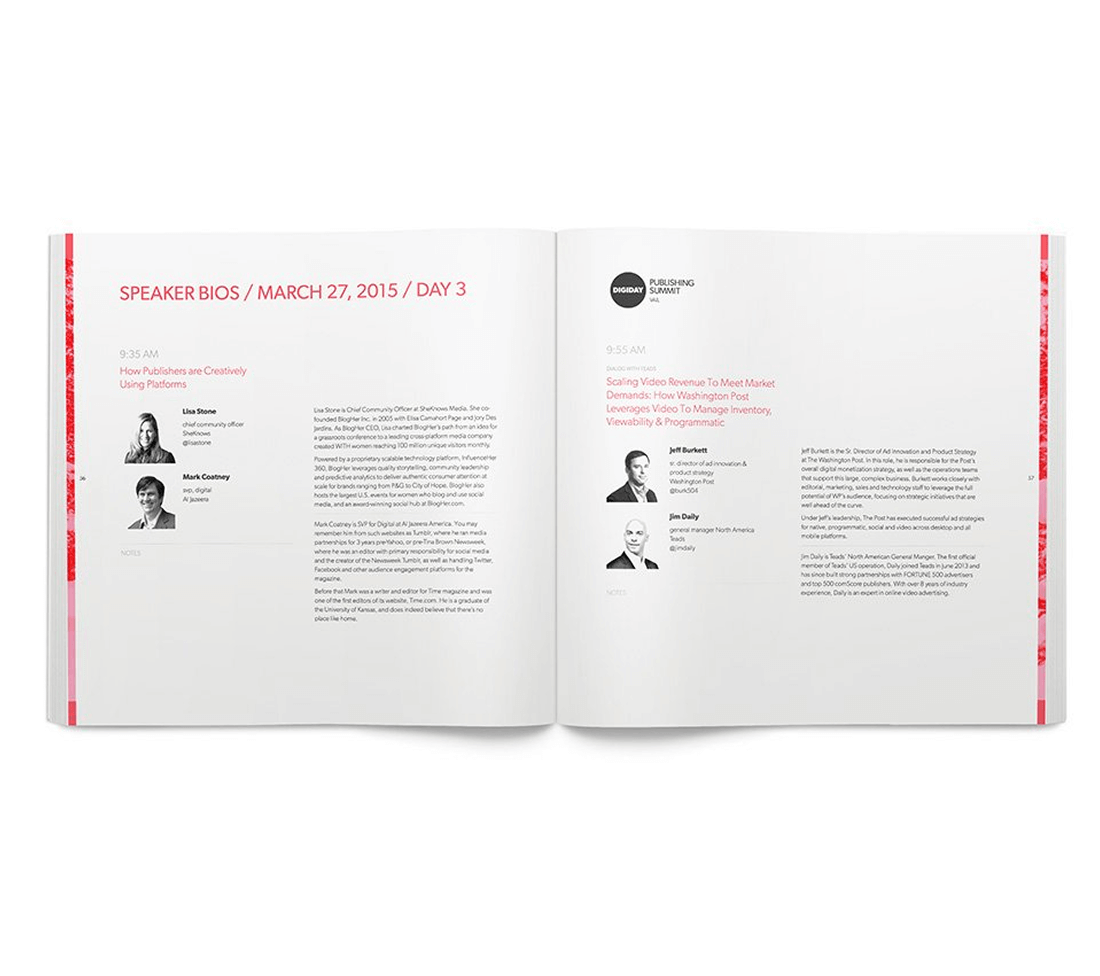 SPEAKER BIOS / MARCH 27, 2015 / DAY 3
9:35 AM
How Publishers are Creatively
Using Platforms
Lisa Stone
chief community officer
SheKnows
@lisastone
Mark Coatney
svp, digital
Al Jazeera
NOTES
36
Lisa Stone is Chief Community Officer at SheKnows Media. She co-
founded BlogHer Inc. in 2005 with Elisa Camahort Page and Jory Des
Jardins. As BlogHer CEO, Lisa charted BlogHer's path from an idea for
a grassroots conference to a leading cross-platform media company
created WITH women reaching 100 million unique visitors monthly.
Powered by a proprietary scalable technology platform, InfluenceHer
360, BlogHer leverages quality storytelling, community leadership
and predictive analytics to deliver authentic consumer attention at
scale for brands ranging from P&G to City of Hope. BlogHer also
hosts the largest U.S. events for women who blog and use social
media, and an award-winning social hub at BlogHer.com.
Mark Coatney is SVP for Digital at Al Jazeera America. You may
remember him from such websites as Tumblr, where he ran media
partnerships for 3 years pre-Yahoo, or pre-Tina Brown Newsweek,
where he was an editor with primary responsibility for social media
and the creator of the Newsweek Tumblr, as well as handling Twitter,
Facebook and other audience engagement platforms for the
magazine.
Before that Mark was a writer and editor for Time magazine and was
one of the first editors of its website, Time.com. He is a graduate of
the University of Kansas, and does indeed believe that there's no
place like home.
DIGIDAY
PUBLISHING
SUMMIT
VAIL
9:55 AM
DIALOG WITH TEADS
Scaling Video Revenue To Meet Market
Demands: How Washington Post
Leverages Video To Manage Inventory,
Viewability & Programmatic
Jeff Burkett
sr. director of ad innovation &
product strategy
Washington Post
@burk504
Jim Daily
general manager North America
Teads
@jimdaily
NOTES
Jeff Burkett is the Sr. Director of Ad Innovation and Product Strategy
at The Washington Post. In this role, he is responsible for the Post's
overall digital monetization strategy, as well as the operations teams
that support this large, complex business. Burkett works closely with
editorial, marketing, sales and technology staff to leverage the full
potential of WP's audience, focusing on strategic initiatives that are
well ahead of the curve.
Under Jeff's leadership, The Post has executed successful ad strategies
for native, programmatic, social and video across desktop and all
mobile platforms.
Jim Daily is Teads' North American General Manger. The first official
member of Teads' US operation, Daily joined Teads in June 2013 and
has since built strong partnerships with FORTUNE 500 advertisers
and top 500 comScore publishers. With over 8 years of industry
experience, Daily is an expert in online video advertising.
57